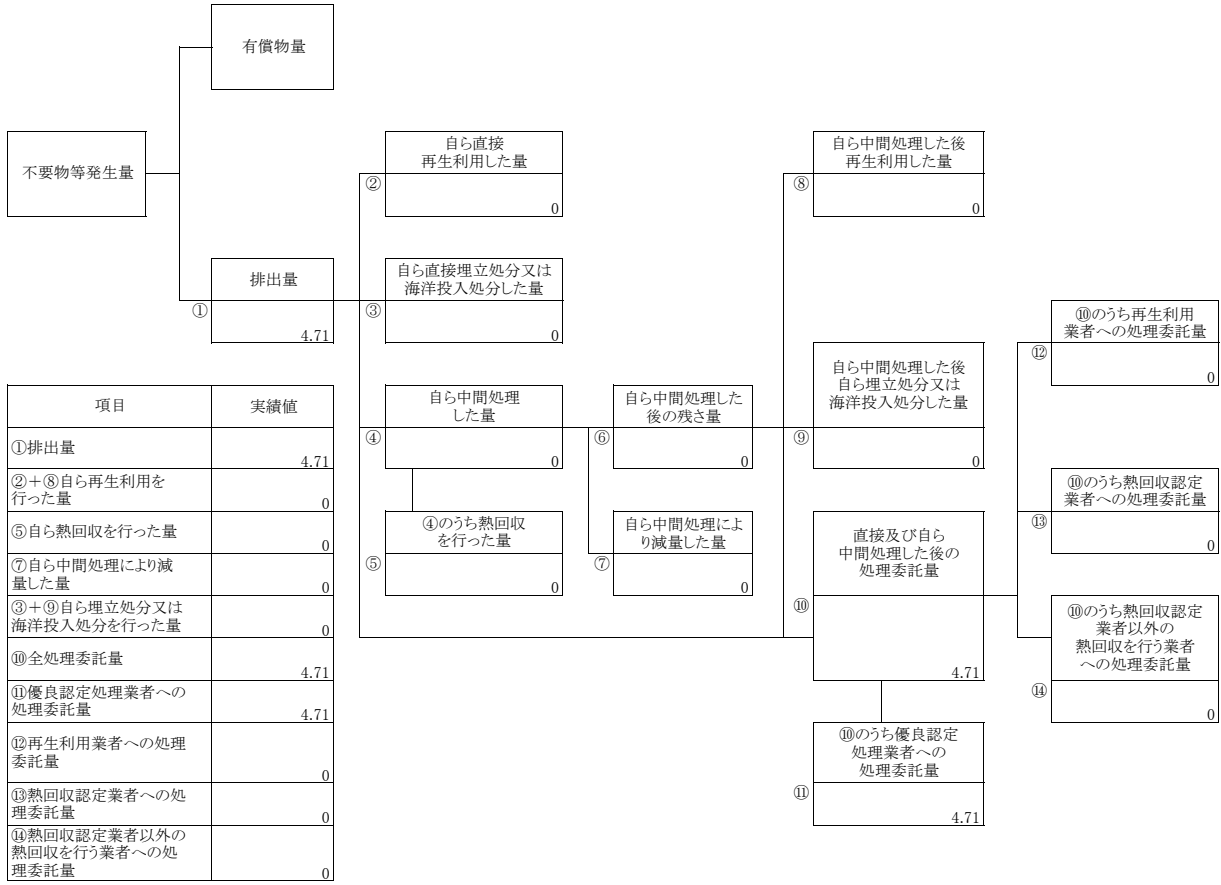 有償物量
不要物等発生量
自ら直接
再生利用した量
②
0
自ら中間処理した後
再生利用した量
⑧
0
排出量
①
4.71
自ら直接埋立処分又は
海洋投入処分した量
③
0
⑩のうち再生利用
業者への処理委託量
⑫
0
自ら中間処理した後
自ら埋立処分又は
海洋投入処分した量
⑨
0
自ら中間処理
した量
④
0
自ら中間処理した
後の残さ量
⑥
0
⑩のうち熱回収認定
業者への処理委託量
⑬
0
④のうち熱回収
を行った量
⑤
0
自ら中間処理によ
り減量した量
⑦
0
直接及び自ら
中間処理した後の
処理委託量
⑩
4.71
⑩のうち熱回収認定
業者以外の
熱回収を行う業者
への処理委託量
⑭
0
⑩のうち優良認定
処理業者への
処理委託量
⑪
4.71
項目 実績値
①排出量
4.71
②＋⑧自ら再生利用を
行った量
0
⑤自ら熱回収を行った量
0
⑦自ら中間処理により減
量した量
0
③＋⑨自ら埋立処分又は
海洋投入処分を行った量
0
⑩全処理委託量
4.71
⑪優良認定処理業者への
処理委託量
4.71
⑫再生利用業者への処理
委託量
0
⑬熱回収認定業者への処
理委託量
0
⑭熱回収認定業者以外の
熱回収を行う業者への処
理委託量
0